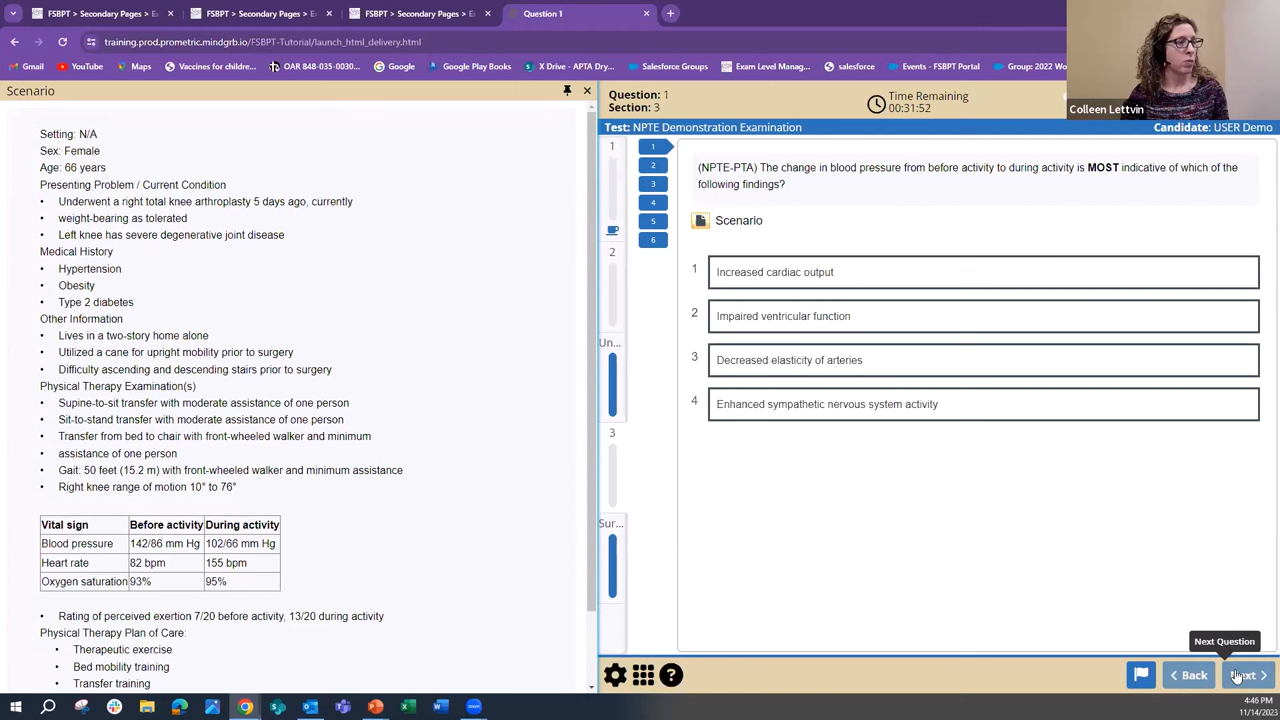 FSBPT > Secondary Pages > E
FSBPT > Secondary Pages > E
FSBPT > Secondary Pages > E
Question 1
training.prod.prometric.mindgrb.org/FSBPT-Tutorial/launch_html_delivery.html
Gmail
YouTube
Maps
Vaccines for childre...
OAR 848-035-0030...
Google
Google Play Books
X Drive - APTA Dry...
Salesforce Groups
Exam Level Manag...
salesforce
Events - FSBPT Portal
Group: 2022 Wo
Colleen Lettvin
Scenario
Setting: N/A
Sex: Female
Age: 66 years
Presenting Problem / Current Condition
• Underwent a right total knee arthroplasty 5 days ago, currently
• weight-bearing as tolerated
• Left knee has severe degenerative joint disease
Medical History
• Hypertension
• Obesity
• Type 2 diabetes
Other Information
• Lives in a two-story home alone
• Utilized a cane for upright mobility prior to surgery
• Difficulty ascending and descending stairs prior to surgery
Physical Therapy Examination(s)
• Supine-to-sit transfer with moderate assistance of one person
• Sit-to-stand transfer with moderate assistance of one person
• Transfer from bed to chair with front-wheeled walker and minimum
• assistance of one person
• Gait: 50 feet (15.2 m) with front-wheeled walker and minimum assistance
• Right knee range of motion 10° to 76°
Vital sign Before activity During activity
Blood pressure 142/86 mm Hg 102/66 mm Hg
Heart rate 82 bpm 155 bpm
Oxygen saturation 93% 95%
• Rating of perceived exertion 7/20 before activity, 13/20 during activity
Physical Therapy Plan of Care:
• Therapeutic exercise
• Bed mobility training
• Transfer training
Question: 1
Section: 3
Time Remaining
00:31:52
Test: NPTE Demonstration Examination
Candidate: USER Demo
1
2
Un...
3
Sur...
1
2
3
4
5
6
(NPTE-PTA) The change in blood pressure from before activity to during activity is MOST indicative of which of the
following findings?
Scenario
1 Increased cardiac output
2 Impaired ventricular function
3 Decreased elasticity of arteries
4 Enhanced sympathetic nervous system activity
Next Question
Back
Next
4:46 PM
11/14/2023